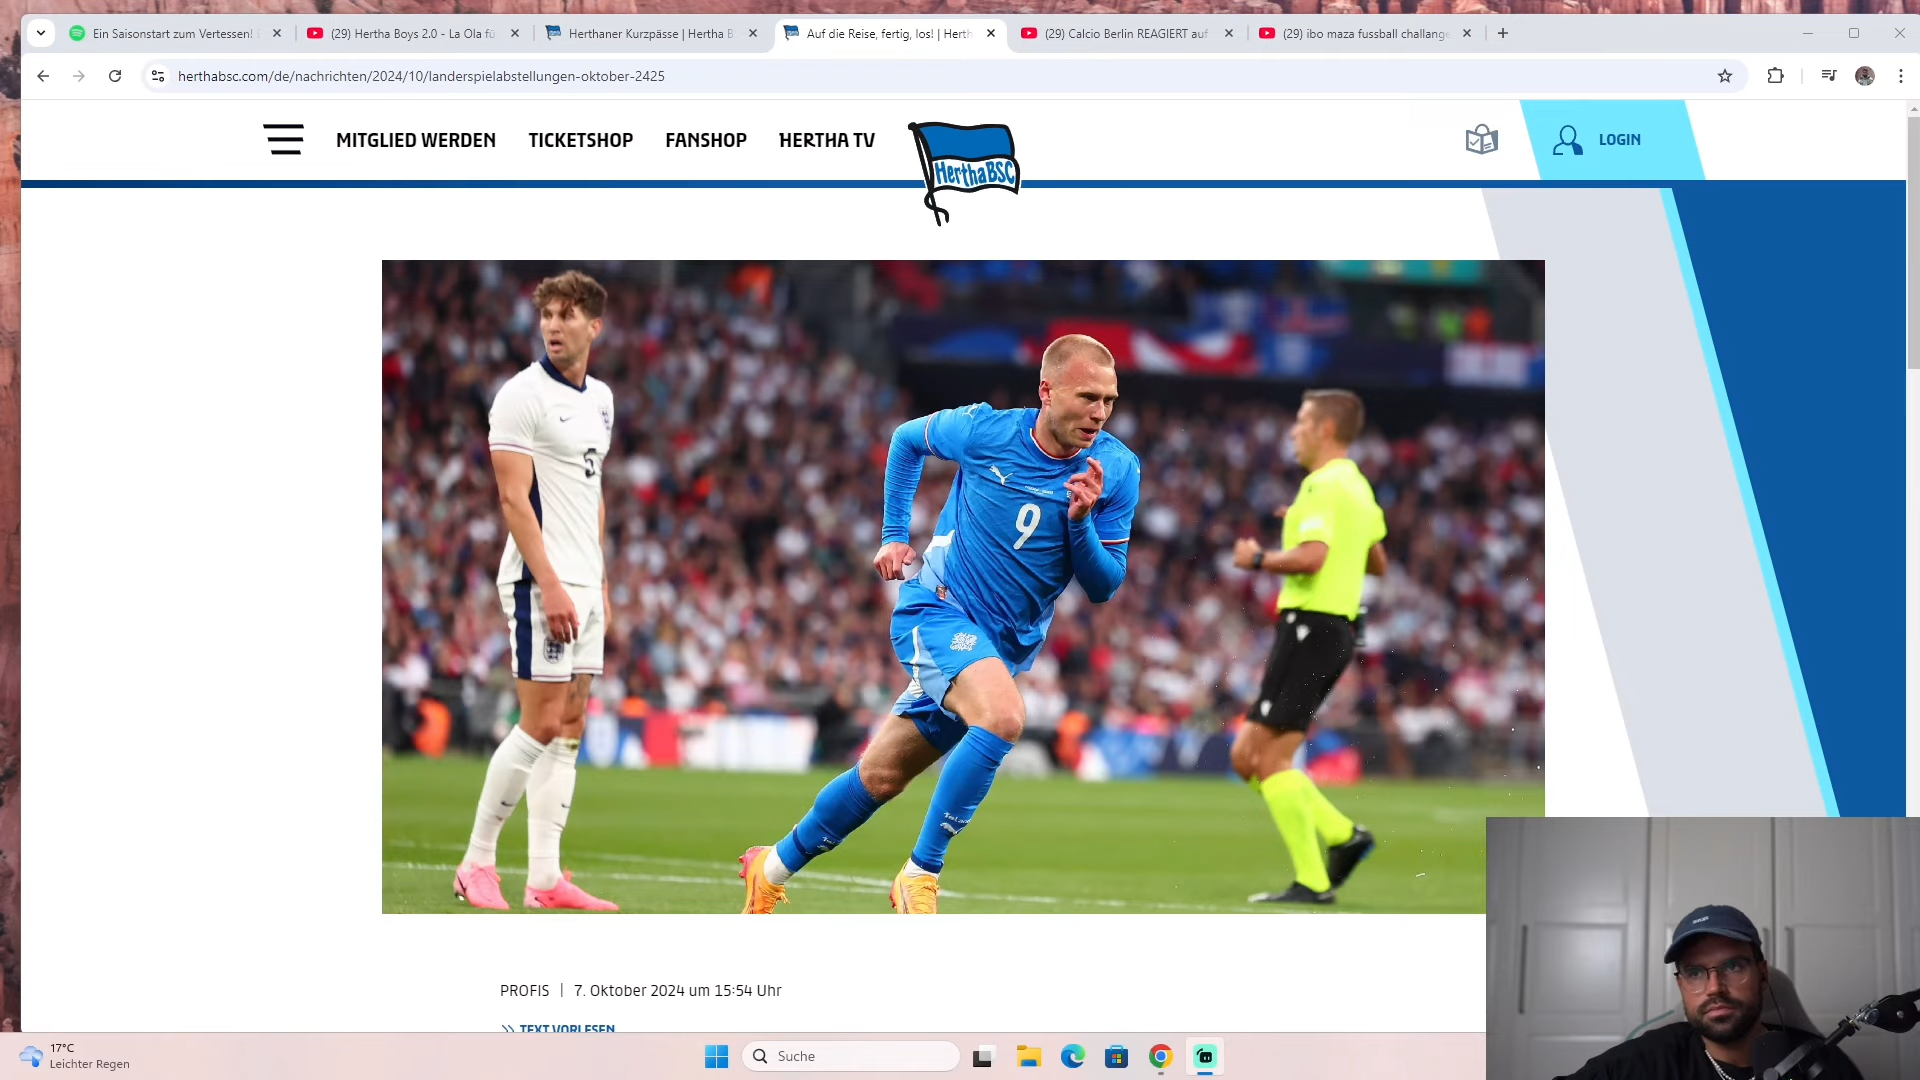 Ein Saisonstart zum Vertessen!
(29) Hertha Boys 2.0 - La Ola fü
Herthaner Kurzpässe | Hertha B
Auf die Reise, fertig, los! | Herth
(29) Calcio Berlin REAGIERT auf
(29) ibo maza fussball challange
herthabsc.com/de/nachrichten/2024/10/landerspielabstellungen-oktober-2425
MITGLIED WERDEN
TICKETSHOP
FANSHOP
HERTHA TV
HerthaBSC
LOGIN
5
9
PROFIS | 7. Oktober 2024 um 15:54 Uhr
TEXT VORLESEN
17°C
Leichter Regen
Suche